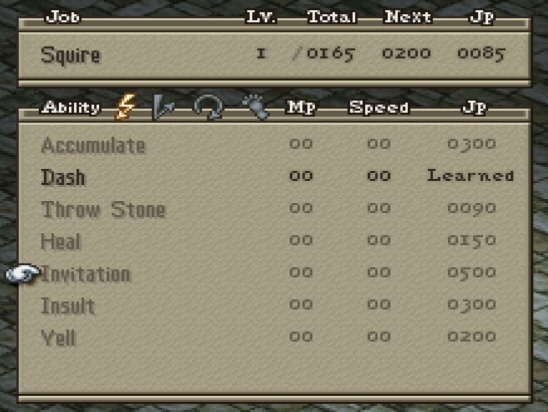 Job Lv. Total Next Jp
Squire 1 /0165 0200 0085
Ability Mp Speed Jp
Accumulate 00 00 0300
Dash 00 00 Learned
Throw Stone 00 00 0090
Heal 00 00 0150
Invitation 00 00 0500
Insult 00 00 0300
Yell 00 00 0200